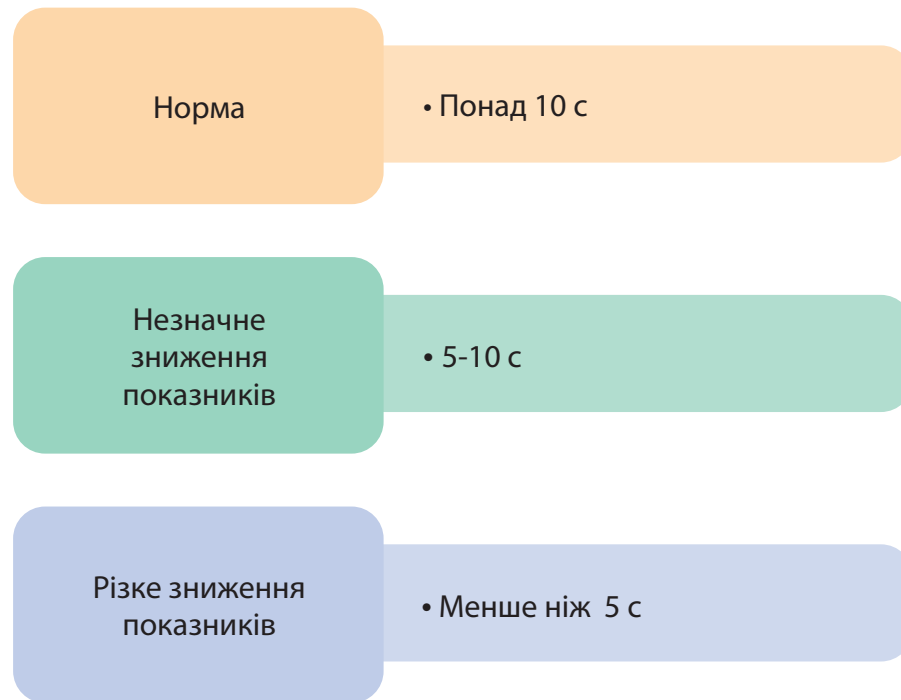 Норма
• Понад 10 с
Незначне
зниження
показників
• 5-10 с
Різке зниження
показників
• Менше ніж 5 с